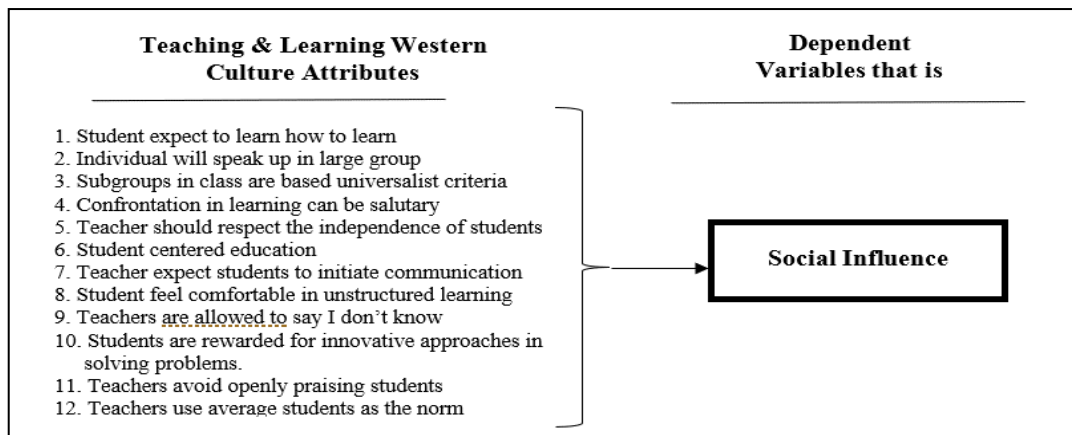 Teaching & Learning Western
Culture Attributes
Dependent
Variables that is
1. Student expect to learn how to learn
2. Individual will speak up in large group
3. Subgroups in class are based universalist criteria
4. Confrontation in learning can be salutary
5. Teacher should respect the independence of students
6. Student centered education
7. Teacher expect students to initiate communication
8. Student feel comfortable in unstructured learning
9. Teachers are allowed to say I don’t know
10. Students are rewarded for innovative approaches in
solving problems.
11. Teachers avoid openly praising students
12. Teachers use average students as the norm
Social Influence